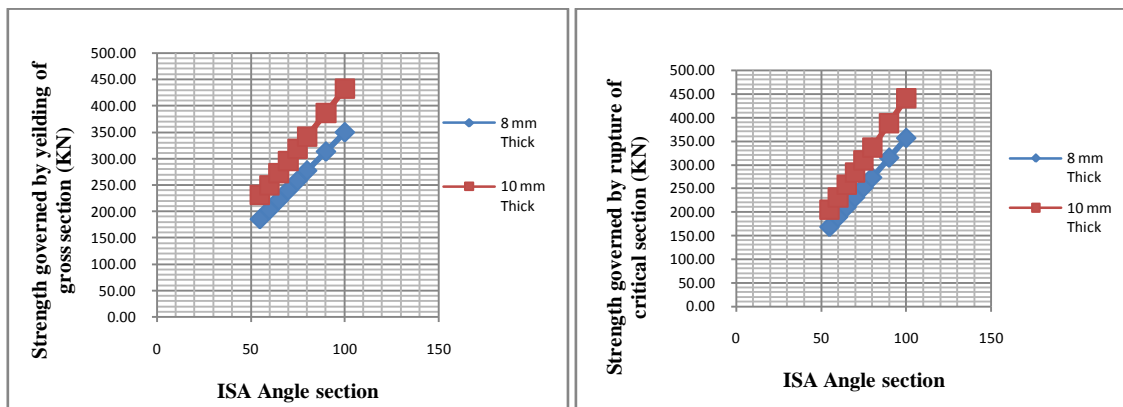 Strength governed by yeilding of
gross section (KN)
500.00
450.00
400.00
350.00
300.00
250.00
200.00
150.00
100.00
50.00
0.00
0
50
100
150
ISA Angle section
8 mm
Thick
10 mm
Thick
Strength governed by rupture of
critical section (KN)
500.00
450.00
400.00
350.00
300.00
250.00
200.00
150.00
100.00
50.00
0.00
0
50
100
150
ISA Angle section
8 mm
Thick
10 mm
Thick